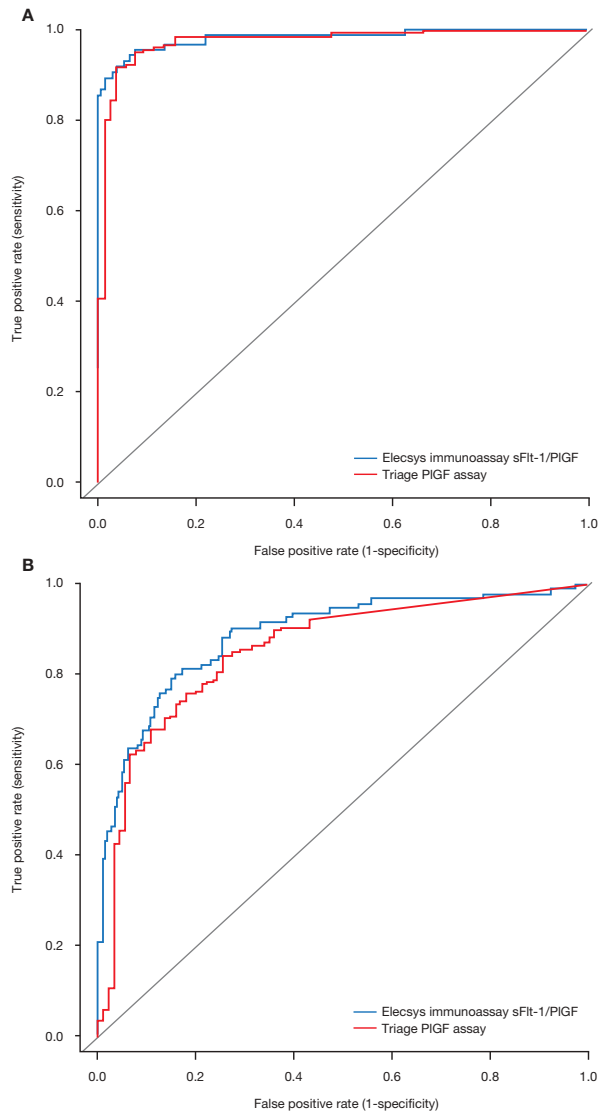 A
1.0
0.8
0.6
0.4
0.2
0.0
True positive rate (sensitivity)
Elecsys immunoassay sFlt-1/PlGF
Triage PlGF assay
0.0 0.2 0.4 0.6 0.8 1.0
False positive rate (1-specificity)
B
1.0
0.8
0.6
0.4
0.2
0.0
True positive rate (sensitivity)
Elecsys immunoassay sFlt-1/PlGF
Triage PlGF assay
0.0 0.2 0.4 0.6 0.8 1.0
False positive rate (1-specificity)